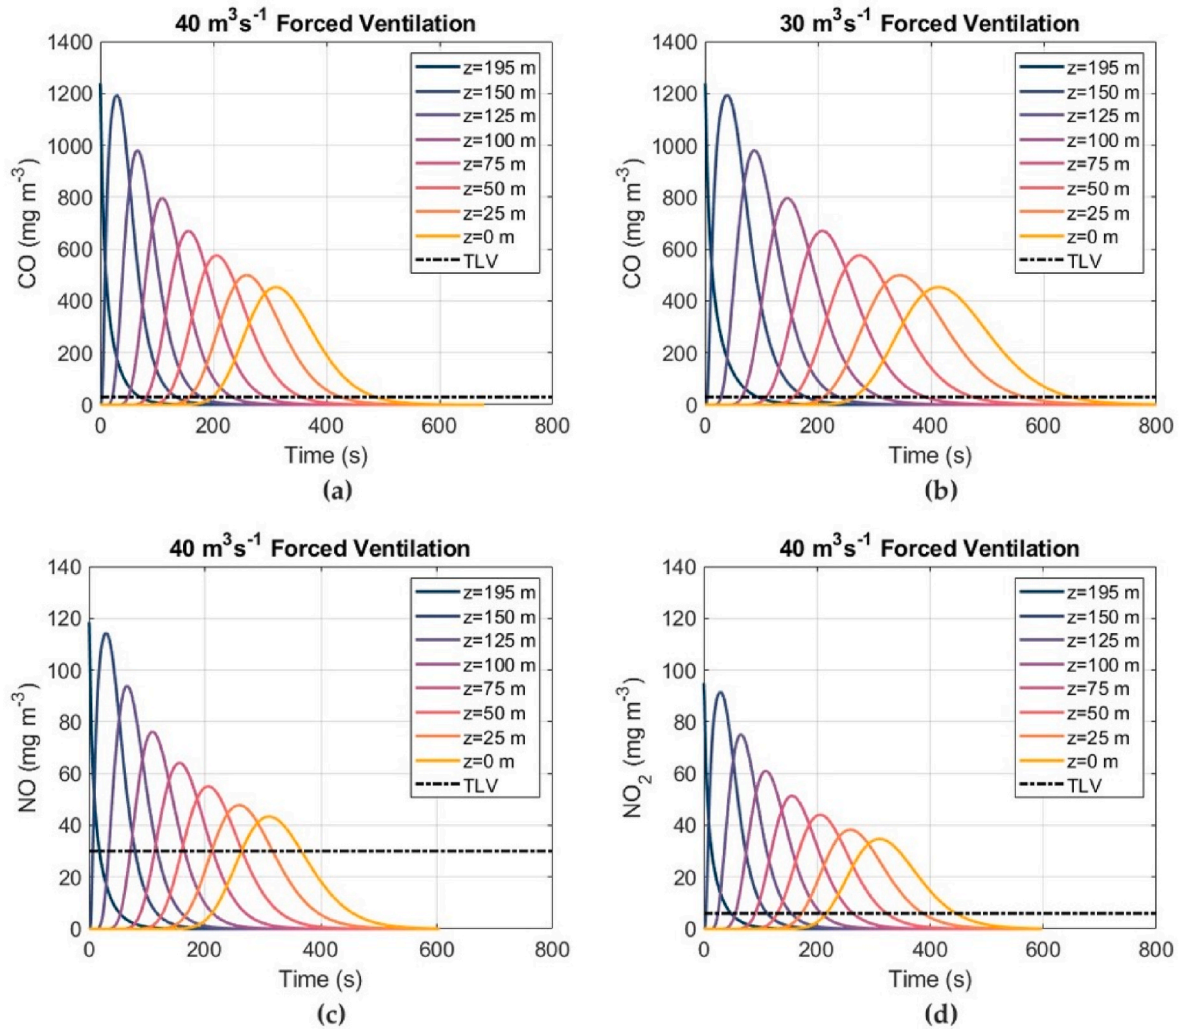 40 m³s⁻¹ Forced Ventilation
1400
1200
1000
800
600
400
200
0
CO (mg m⁻³)
z=195 m
z=150 m
z=125 m
z=100 m
z=75 m
z=50 m
z=25 m
z=0 m
TLV
0 200 400 600 800
Time (s)
(a)
30 m³s⁻¹ Forced Ventilation
1400
1200
1000
800
600
400
200
0
CO (mg m⁻³)
z=195 m
z=150 m
z=125 m
z=100 m
z=75 m
z=50 m
z=25 m
z=0 m
TLV
0 200 400 600 800
Time (s)
(b)
40 m³s⁻¹ Forced Ventilation
140
120
100
80
60
40
20
0
NO (mg m⁻³)
z=195 m
z=150 m
z=125 m
z=100 m
z=75 m
z=50 m
z=25 m
z=0 m
TLV
0 200 400 600 800
Time (s)
(c)
40 m³s⁻¹ Forced Ventilation
140
120
100
80
60
40
20
0
NO₂ (mg m⁻³)
z=195 m
z=150 m
z=125 m
z=100 m
z=75 m
z=50 m
z=25 m
z=0 m
TLV
0 200 400 600 800
Time (s)
(d)